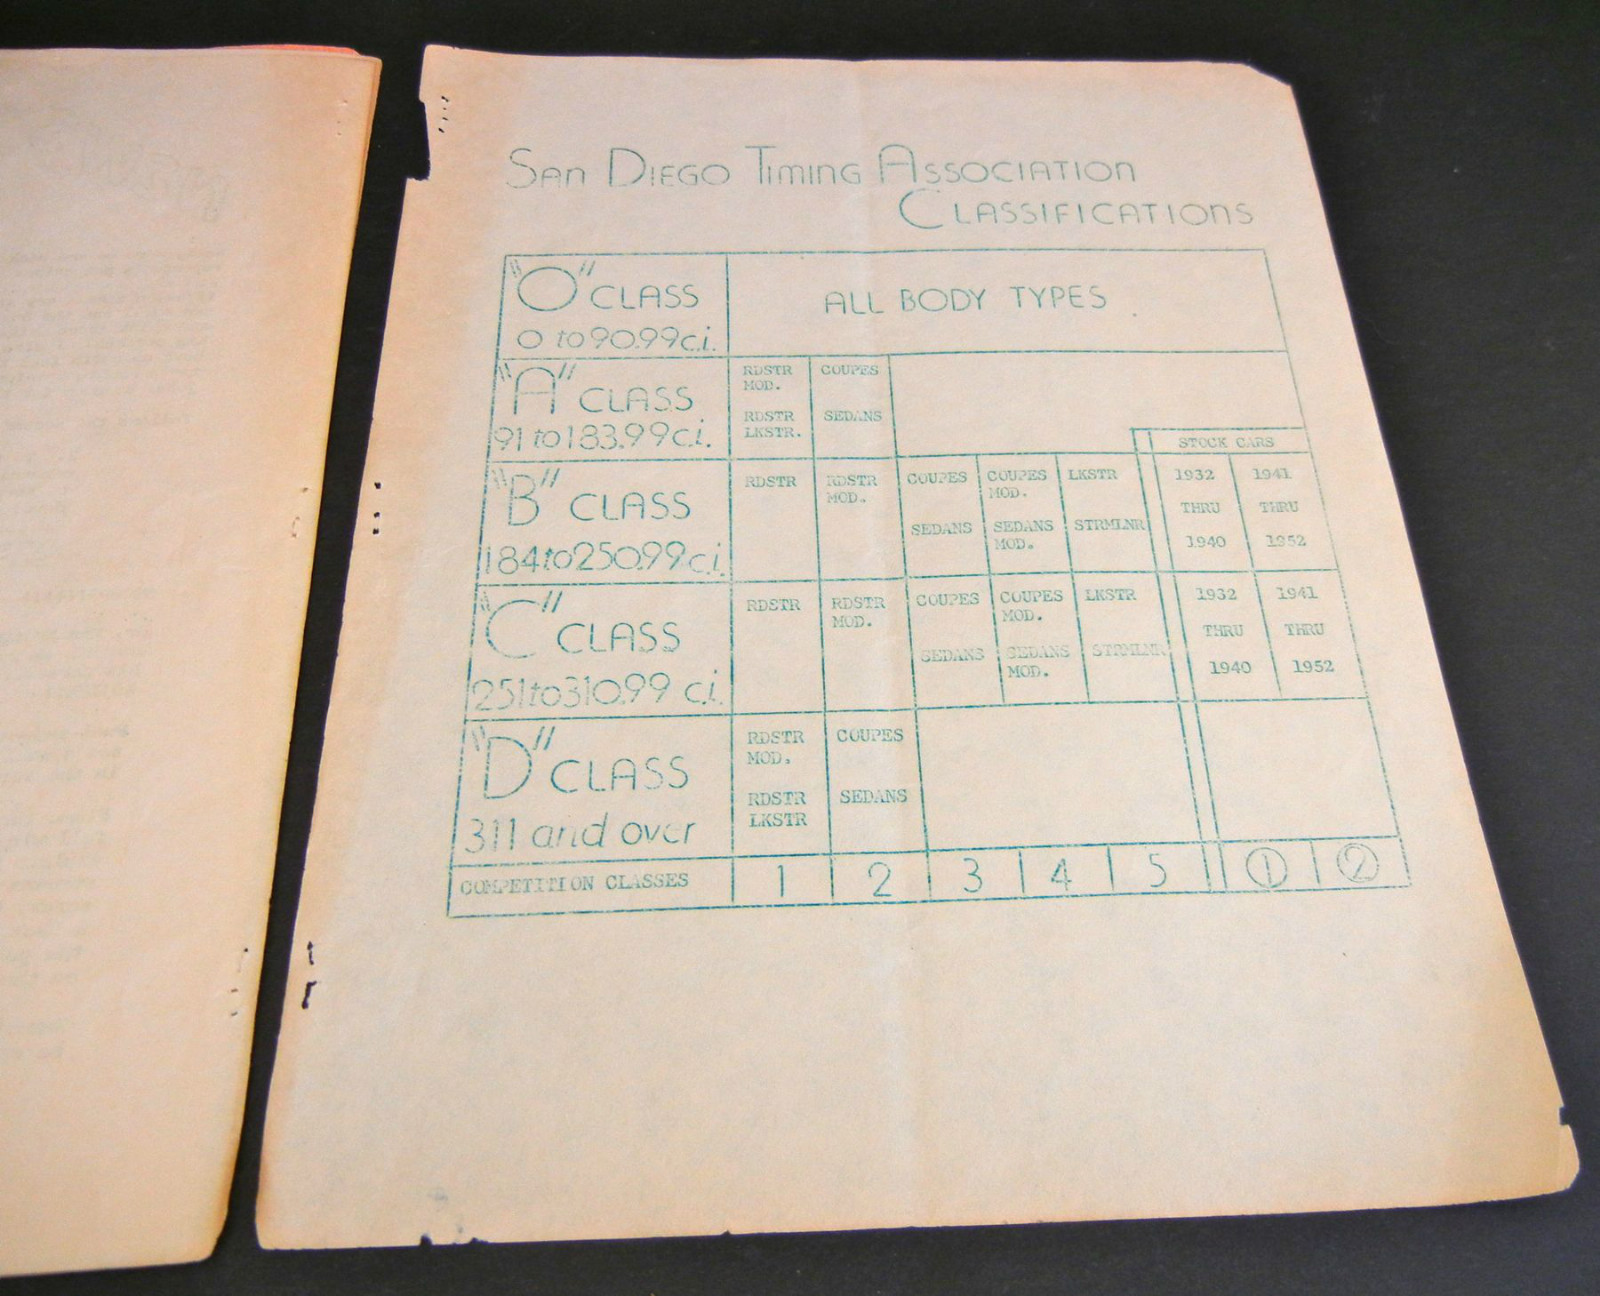 San Diego Timing Association
Classifications
"O" CLASS
0 to 90.99 c.i.
ALL BODY TYPES
"A" CLASS
91 to 183.99 c.i.
RDSTR
MOD.
RDSTR
LKSTR.
COUPES
SEDANS
STOCK CARS
"B" CLASS
184 to 250.99 c.i.
RDSTR
RDSTR
MOD.
COUPES
SEDANS
COUPES
MOD.
SEDANS
MOD.
LKSTR
STRMLNR
1932
THRU
1940
1941
THRU
1952
"C" CLASS
251 to 310.99 c.i.
RDSTR
RDSTR
MOD.
COUPES
SEDANS
COUPES
MOD.
SEDANS
MOD.
LKSTR
STRMLNR
1932
THRU
1940
1941
THRU
1952
"D" CLASS
311 and over
RDSTR
MOD.
RDSTR
LKSTR
COUPES
SEDANS
COMPETITION CLASSES 1 2 3 4 5 ① ②